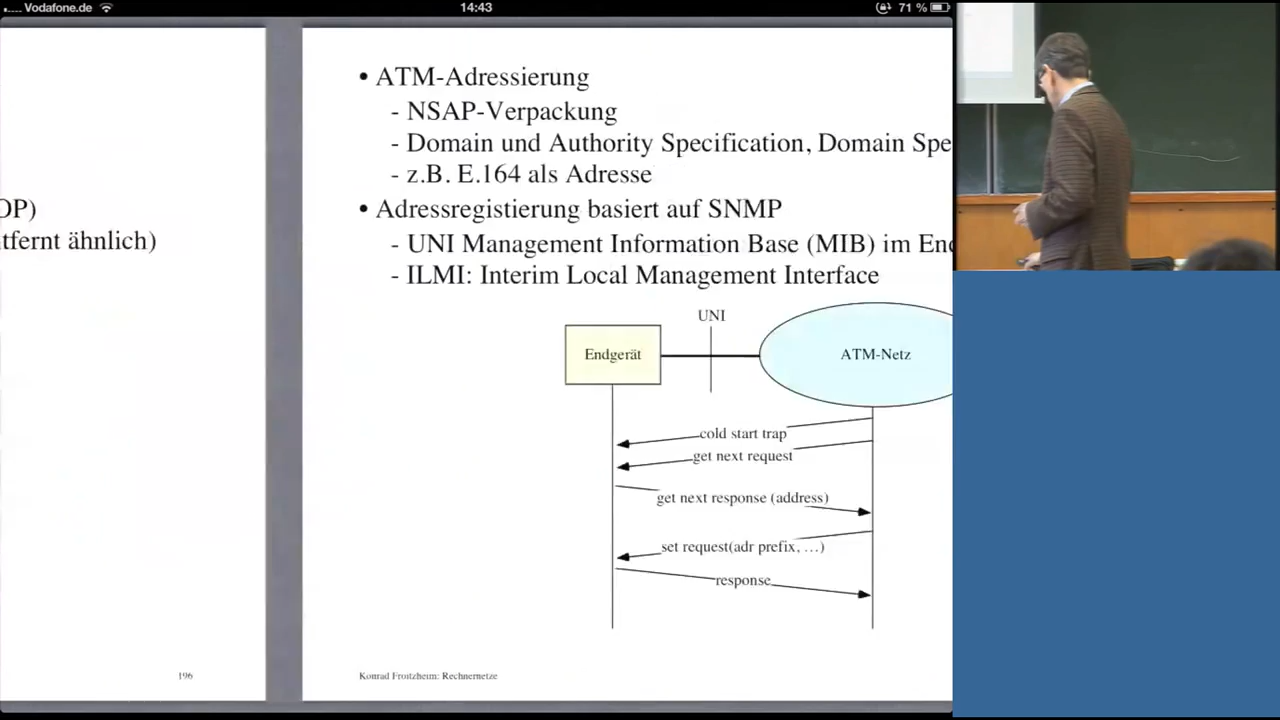 Vodafone.de
14:43
71 %
OP)
tfernt ähnlich)
196
• ATM-Adressierung
- NSAP-Verpackung
- Domain und Authority Specification, Domain Spe
- z.B. E.164 als Adresse
• Adressregistierung basiert auf SNMP
- UNI Management Information Base (MIB) im End
- ILMI: Interim Local Management Interface
UNI
Endgerät
ATM-Netz
cold start trap
get next request
get next response (address)
set request(adr prefix, …)
response
Konrad Froitzheim: Rechnernetze